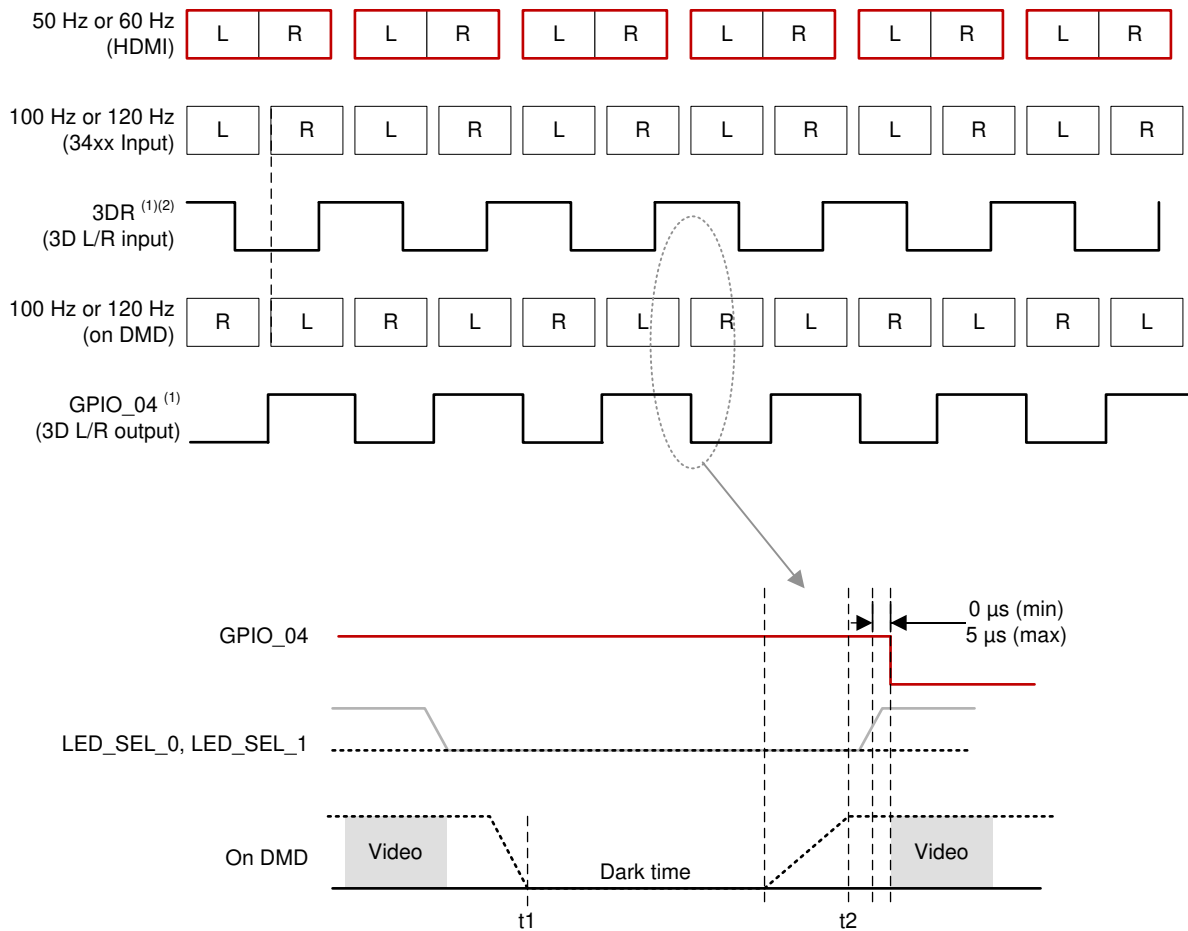 50 Hz or 60 Hz
(HDMI)
L R L R L R L R L R L R
100 Hz or 120 Hz
(34xx Input)
L R L R L R L R L R L R
3DR (1)(2)
(3D L/R input)
100 Hz or 120 Hz
(on DMD)
R L R L R L R L R L R L
GPIO_04 (1)
(3D L/R output)
0 µs (min)
5 µs (max)
GPIO_04
LED_SEL_0, LED_SEL_1
On DMD
Video
Dark time
Video
t1
t2